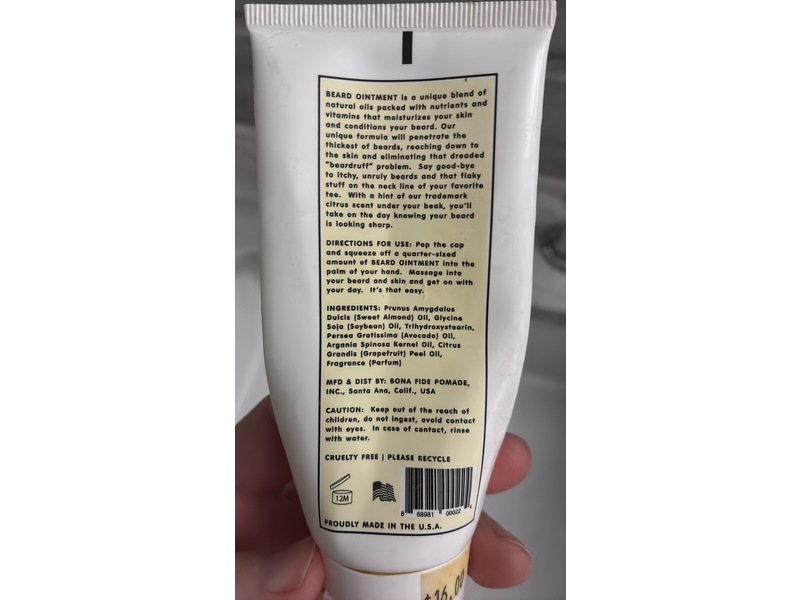 BEARD OINTMENT is a unique blend of
natural oils packed with nutrients and
vitamins that moisturizes your skin
and conditions your beard. Our
unique formula will penetrate the
thickest of beards, reaching down to
the skin and eliminating that dreaded
"beardruff" problem. Say good-bye
to itchy, unruly beards and that flaky
stuff on the neck line of your favorite
tee. With a hint of our trademark
citrus scent under your beak, you'll
take on the day knowing your beard
is looking sharp.
DIRECTIONS FOR USE: Pop the cap
and squeeze off a quarter-sized
amount of BEARD OINTMENT into the
palm of your hand. Massage into
your beard and skin and get on with
your day. It's that easy.
INGREDIENTS: Prunus Amygdalus
Dulcis (Sweet Almond) Oil, Glycine
Soja (Soybean) Oil, Trihydroxystearin,
Persea Gratissima (Avocado) Oil,
Argania Spinosa Kernel Oil, Citrus
Grandis (Grapefruit) Peel Oil,
Fragrance (Parfum)
MFD & DIST BY: BONA FIDE POMADE,
INC., Santa Ana, Calif., USA
CAUTION: Keep out of the reach of
children, do not ingest, avoid contact
with eyes. In case of contact, rinse
with water.
CRUELTY FREE | PLEASE RECYCLE
12M
8 68981 00022 4
PROUDLY MADE IN THE U.S.A.
$16.00